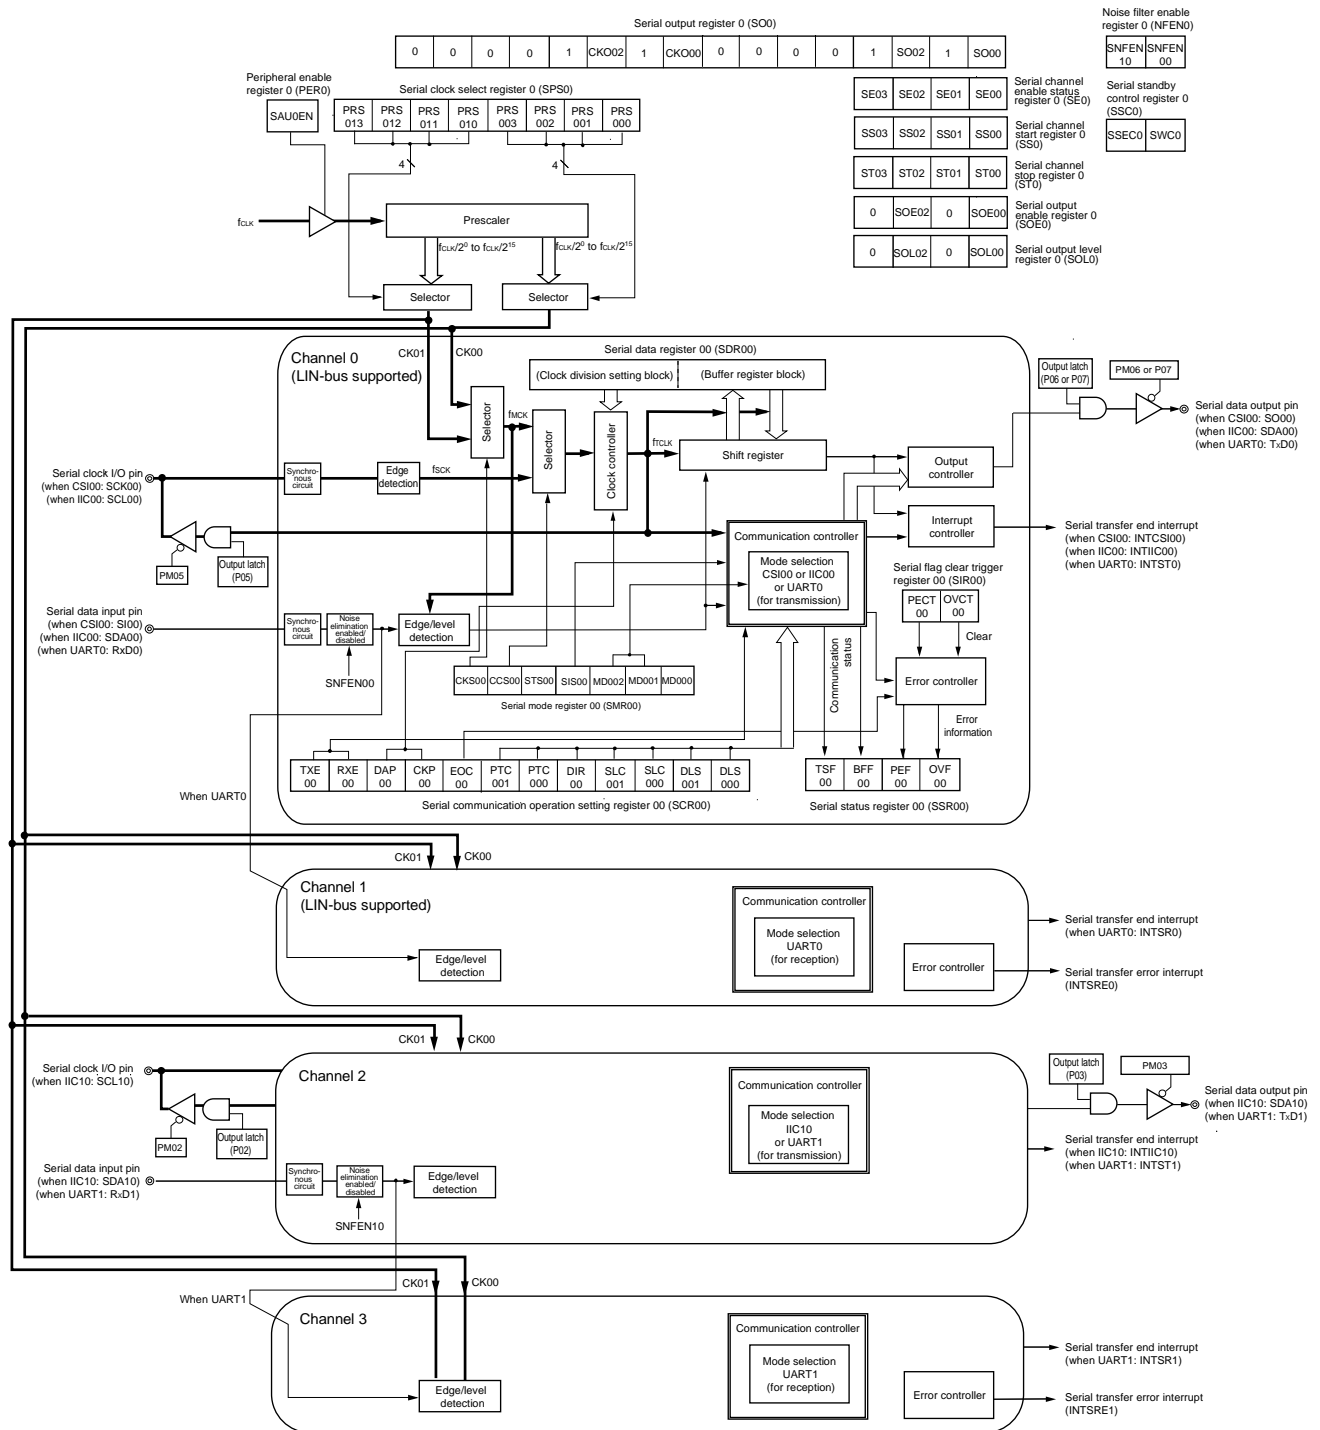 Serial output register 0 (SO0)
0 0 0 0 1 CKO02 1 CKO00 0 0 0 0 1 SO02 1 SO00
Noise filter enable
register 0 (NFEN0)
SNFEN
10
SNFEN
00
Peripheral enable
register 0 (PER0)
SAU0EN
Serial clock select register 0 (SPS0)
PRS
013
PRS
012
PRS
011
PRS
010
PRS
003
PRS
002
PRS
001
PRS
000
4
4
SE03 SE02 SE01 SE00
Serial channel
enable status
register 0 (SE0)
SS03 SS02 SS01 SS00
Serial channel
start register 0
(SS0)
ST03 ST02 ST01 ST00
Serial channel
stop register 0
(ST0)
0 SOE02 0 SOE00
Serial output
enable register 0
(SOE0)
0 SOL02 0 SOL00
Serial output level
register 0 (SOL0)
Serial standby
control register 0
(SSC0)
SSEC0 SWC0
fCLK
Prescaler
fCLK/2⁰ to fCLK/2¹⁵
fCLK/2⁰ to fCLK/2¹⁵
Selector
Selector
CK01
CK00
Channel 0
(LIN-bus supported)
Serial data register 00 (SDR00)
(Clock division setting block)
(Buffer register block)
Selector
fMCK
Selector
Clock controller
fTCLK
Shift register
Output latch
(P06 or P07)
PM06 or P07
Serial data output pin
(when CSI00: SO00)
(when IIC00: SDA00)
(when UART0: TxD0)
Serial clock I/O pin
(when CSI00: SCK00)
(when IIC00: SCL00)
Synchro-
nous
circuit
Edge
detection
fSCK
Output
controller
Interrupt
controller
Serial transfer end interrupt
(when CSI00: INTCSI00)
(when IIC00: INTIIC00)
(when UART0: INTST0)
PM05
Output latch
(P05)
Communication controller
Mode selection
CSI00 or IIC00
or UART0
(for transmission)
Serial flag clear trigger
register 00 (SIR00)
PECT
00
OVCT
00
Clear
Serial data input pin
(when CSI00: SI00)
(when IIC00: SDA00)
(when UART0: RxD0)
Synchro-
nous
circuit
Noise
elimination
enabled/
disabled
Edge/level
detection
SNFEN00
CKS00 CCS00 STS00 SIS00 MD002 MD001 MD000
Serial mode register 00 (SMR00)
Communication
status
Error controller
Error
information
When UART0
TXE
00
RXE
00
DAP
00
CKP
00
EOC
00
PTC
001
PTC
000
DIR
00
SLC
001
SLC
000
DLS
001
DLS
000
Serial communication operation setting register 00 (SCR00)
TSF
00
BFF
00
PEF
00
OVF
00
Serial status register 00 (SSR00)
CK01
CK00
Channel 1
(LIN-bus supported)
Edge/level
detection
Communication controller
Mode selection
UART0
(for reception)
Error controller
Serial transfer end interrupt
(when UART0: INTSR0)
Serial transfer error interrupt
(INTSRE0)
CK01
CK00
Serial clock I/O pin
(when IIC10: SCL10)
PM02
Output latch
(P02)
Channel 2
Communication controller
Mode selection
IIC10
or UART1
(for transmission)
Output latch
(P03)
PM03
Serial data output pin
(when IIC10: SDA10)
(when UART1: TxD1)
Serial transfer end interrupt
(when IIC10: INTIIC10)
(when UART1: INTST1)
Serial data input pin
(when IIC10: SDA10)
(when UART1: RxD1)
Synchro-
nous
circuit
Noise
elimination
enabled/
disabled
Edge/level
detection
SNFEN10
CK01
CK00
When UART1
Channel 3
Edge/level
detection
Communication controller
Mode selection
UART1
(for reception)
Error controller
Serial transfer end interrupt
(when UART1: INTSR1)
Serial transfer error interrupt
(INTSRE1)